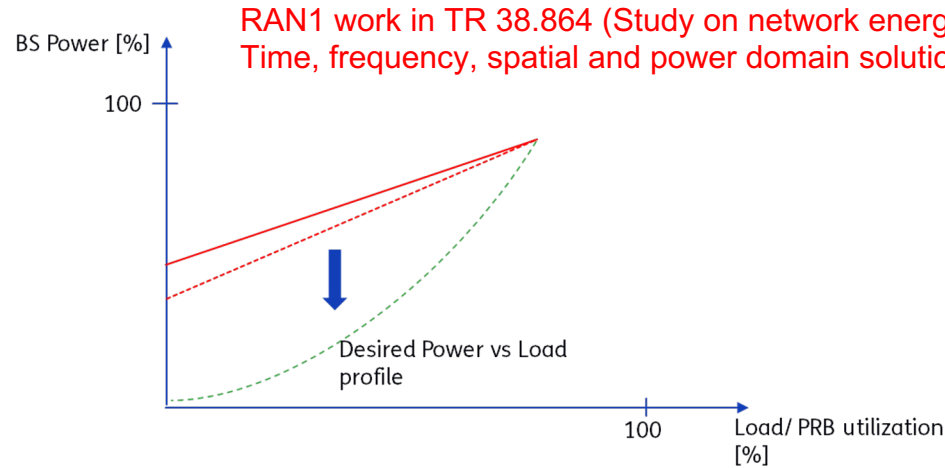 RAN1 work in TR 38.864 (Study on network energ
Time, frequency, spatial and power domain solutio
BS Power [%]
100
Desired Power vs Load
profile
100
Load/ PRB utilization
[%]